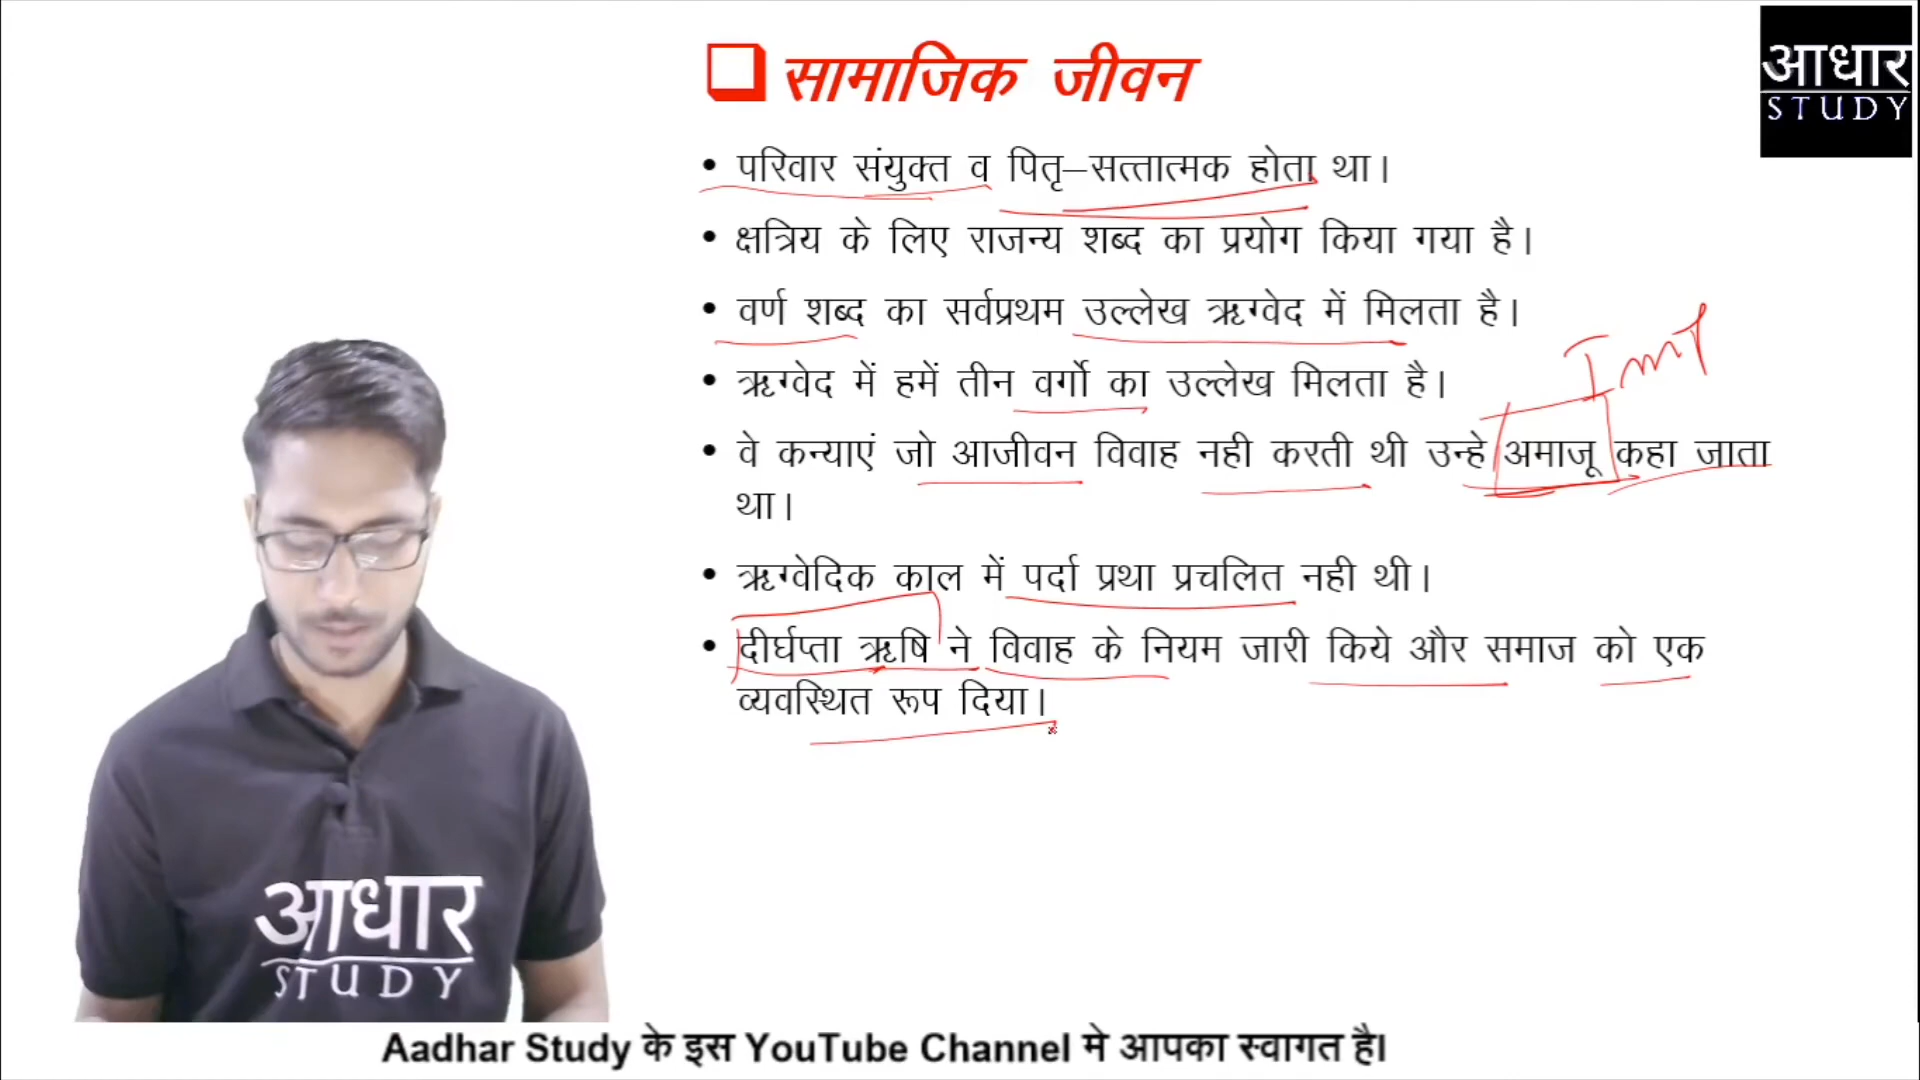 ❑ सामाजिक जीवन
आधार
STUDY
• परिवार संयुक्त व पितृ–सत्तात्मक होता था।
• क्षत्रिय के लिए राजन्य शब्द का प्रयोग किया गया है।
• वर्ण शब्द का सर्वप्रथम उल्लेख ऋग्वेद में मिलता है।
• ऋग्वेद में हमें तीन वर्गो का उल्लेख मिलता है।
Imp
• वे कन्याएं जो आजीवन विवाह नही करती थी उन्हे अमाजू कहा जाता
था।
• ऋग्वेदिक काल में पर्दा प्रथा प्रचलित नही थी।
• दीर्घप्ता ऋषि ने विवाह के नियम जारी किये और समाज को एक
व्यवस्थित रूप दिया।
आधार
STUDY
Aadhar Study के इस YouTube Channel मे आपका स्वागत है।